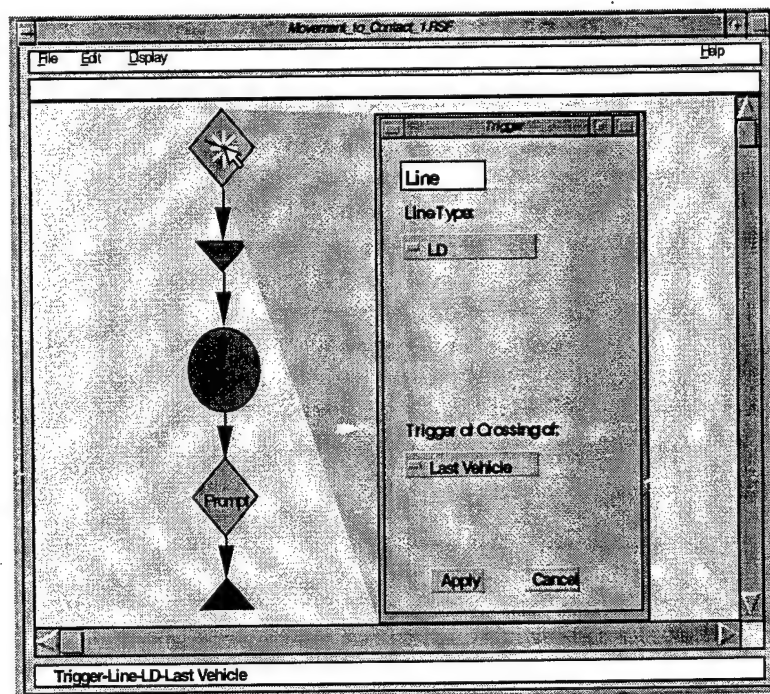 Movement_to_Contact_1.RSF
File Edit Display Help
Trigger
Line
Line Type:
LD
Trigger at Crossing of:
Last Vehicle
Prompt
Apply Cancel
Trigger-Line-LD-Last Vehicle